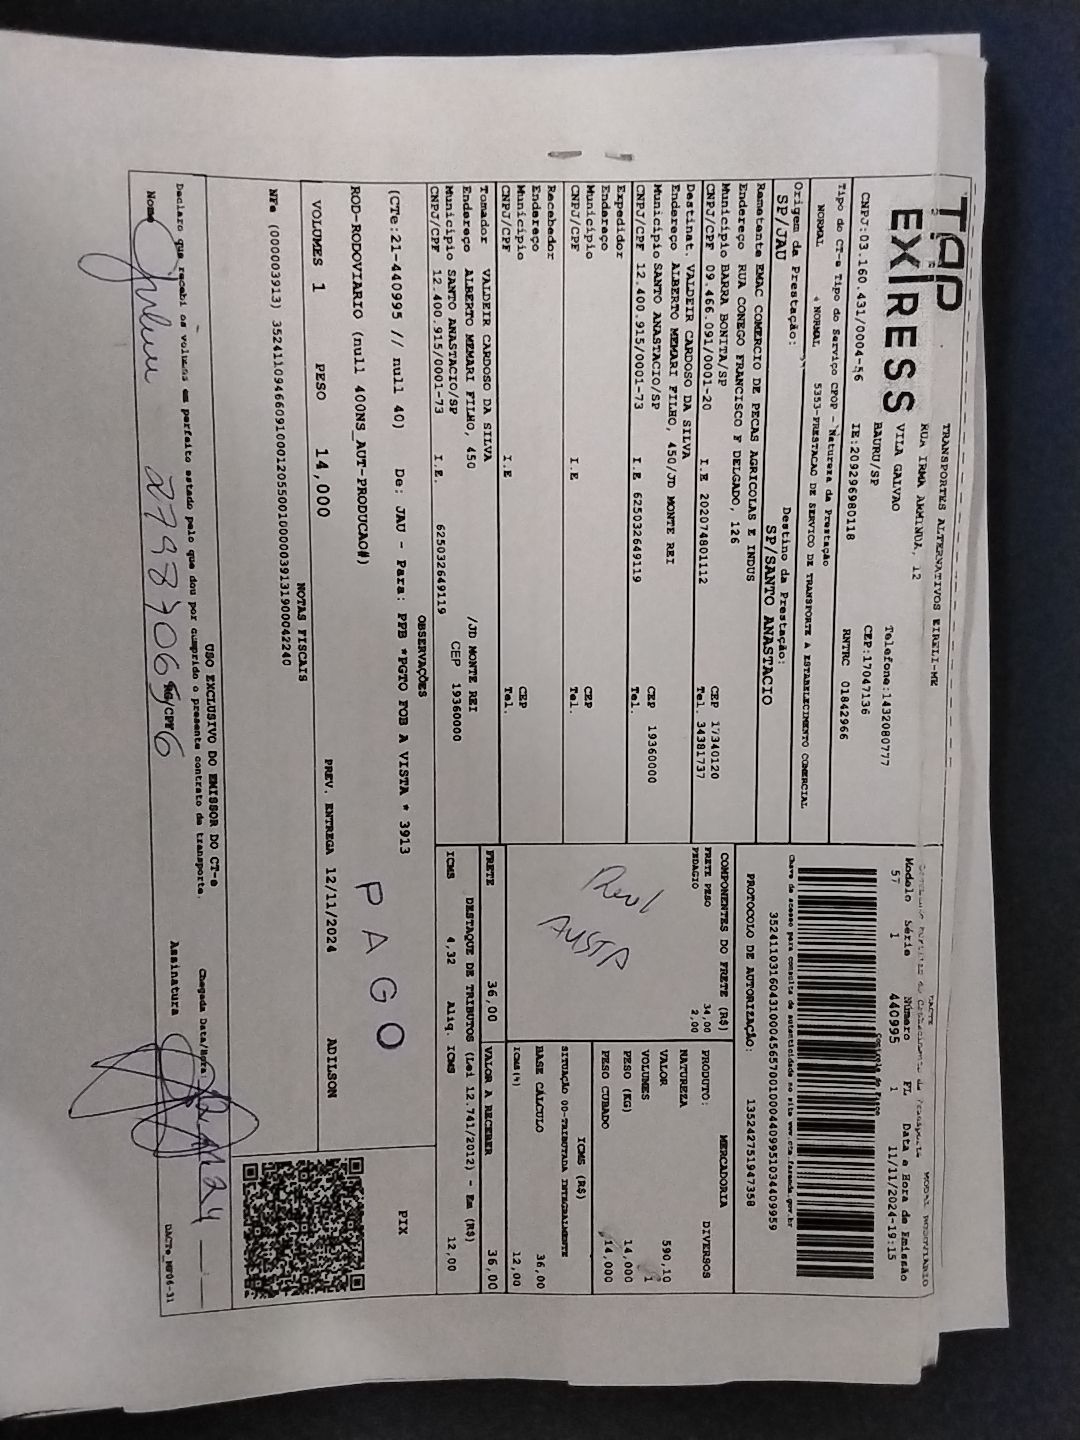 TAP
EXPRESS
TRANSPORTES ALTERNATIVOS EIRELI-ME
RUA IRMA ARMINDA, 12
VILA GALVAO
BAURU/SP
Telefone:1432080777
CEP:17047136
CNPJ:03.160.431/0004-56
IE:209296980118
RNTRC 01842966
Tipo do CT-e Tipo do Serviço CFOP - Natureza da Prestação
NORMAL NORMAL 5353-PRESTACAO DE SERVICO DE TRANSPORTE A ESTABELECIMENTO COMERCIAL
Origem da Prestação:
SP/JAU
Destino da Prestação:
SP/SANTO ANASTACIO
Remetente EMAC COMERCIO DE PECAS AGRICOLAS E INDUS
Endereço RUA CONEGO FRANCISCO F DELGADO, 126
Município BARRA BONITA/SP CEP 17340120
CNPJ/CPF 09.466.091/0001-20 I.E 202074801112 Tel. 34381737
Destinat. VALDEIR CARDOSO DA SILVA
Endereço ALBERTO MEMARI FILHO, 450/JD MONTE REI
Município SANTO ANASTACIO/SP CEP 19360000
CNPJ/CPF 12.400.915/0001-73 I.E 625032649119 Tel.
Expedidor
Endereço
Município CEP
CNPJ/CPF I.E Tel.
Recebedor
Endereço
Município CEP
CNPJ/CPF I.E Tel.
Tomador VALDEIR CARDOSO DA SILVA
Endereço ALBERTO MEMARI FILHO, 450 /JD MONTE REI
Município SANTO ANASTACIO/SP CEP 19360000
CNPJ/CPF 12.400.915/0001-73 I.E. 625032649119
DACTE
MODAL RODOVIARIO
Modelo Série Número FL Data e Hora de Emissão
57 1 440995 1 11/11/2024-19:15
Controle do Fisco
Chave de acesso para consulta de autenticidade no site www.cte.fazenda.gov.br
35241103160431000456570010004409951034409959
PROTOCOLO DE AUTORIZAÇÃO: 135242751947358
COMPONENTES DO FRETE (R$)
FRETE PESO 34,00
PEDAGIO 2,00
AVISTA
FRETE 36,00
PRODUTO: MERCADORIA
NATUREZA DIVERSOS
VALOR 590,10
VOLUMES 1
PESO (KG) 14,000
PESO CUBADO 14,000
ICMS (R$)
SITUAÇÃO 00-TRIBUTADA INTEGRALMENTE
BASE CÁLCULO 36,00
ICMS(%) 12,00
VALOR A RECEBER 36,00
DESTAQUE DE TRIBUTOS (Lei 12.741/2012) - Em (R$)
ICMS 4,32 Aliq. ICMS 12,00
OBSERVAÇÕES
(CTe:21-440995 // null 40) De: JAU - Para: PPB *PGTO FOB A VISTA * 3913
ROD-RODOVIARIO (null 400NS_AUT-PRODUCAO#)
PAGO
PIX
VOLUMES 1 PESO 14,000 PREV. ENTREGA 12/11/2024 ADILSON
NOTAS FISCAIS
NFe (000003913) 35241109466091000120550010000039131900042240
USO EXCLUSIVO DO EMISSOR DO CT-e
Declaro que recebi os volumes em perfeito estado pelo que dou por cumprido o presente contrato de transporte.
Chegada Data/Hora:
Nome RG/CPF Assinatura
DACTe_MP04-31